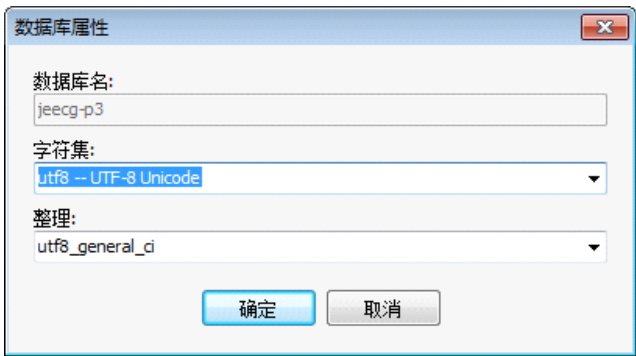 数据库属性
数据库名:
jeecg-p3
字符集:
utf8 -- UTF-8 Unicode
整理:
utf8_general_ci
确定
取消